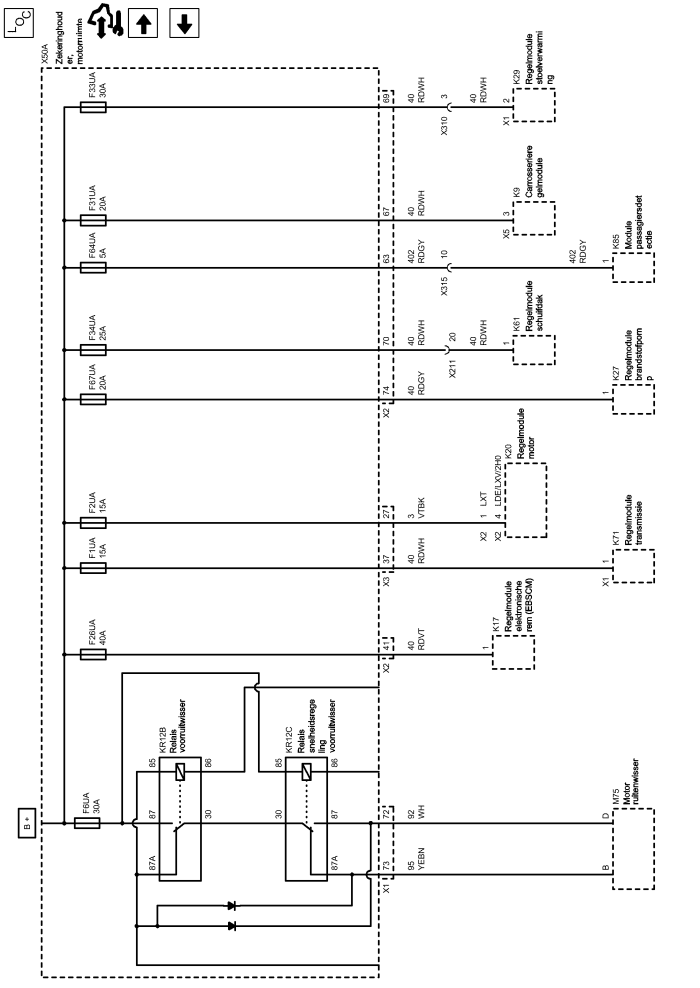 LOC
X50A
Zekeringhoud
er,
motorruimte
B+
F33UA
30A
69
40
RDWH
3
X310
40
RDWH
X1
2
K29
Regelmodule
stoelverwarmi
ng
F31UA
20A
67
40
RDWH
X5
3
K9
Carrosseriere
gelmodule
F64UA
5A
63
402
RDGY
10
X315
402
RDGY
1
K85
Module
passagiersdet
ectie
F34UA
25A
70
40
RDWH
20
X211
40
RDWH
1
K61
Regelmodule
schuifdak
F67UA
20A
X2
74
40
RDGY
1
K27
Regelmodule
brandstofpom
p
F2UA
15A
27
3
VTBK
X2
1
LXT
X2
4
LDE/LXV/2H0
K20
Regelmodule
motor
F1UA
15A
X3
37
40
RDWH
X1
1
K71
Regelmodule
transmissie
F26UA
40A
X2
41
40
RDVT
1
K17
Regelmodule
elektronische
rem (EBSCM)
F6UA
30A
KR12B
Relais
voorruitwisser
85
86
87
30
87A
KR12C
Relais
snelheidsrege
ling
voorruitwisser
85
86
30
87
87A
72
92
WH
D
X1
73
95
YEBN
B
M75
Motor
ruitenwisser